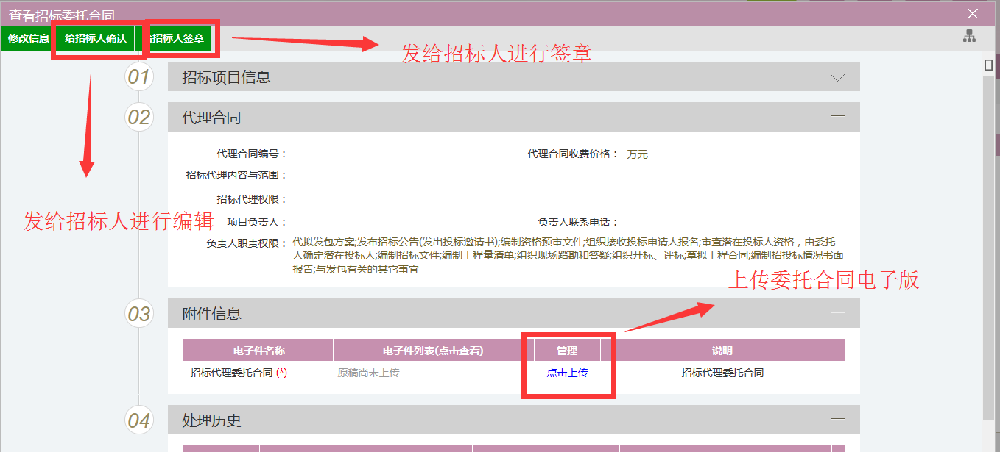 查看招标委托合同
修改信息
给招标人确认
招标人签章
发给招标人进行签章
01
招标项目信息
02
代理合同
代理合同编号：
代理合同收费价格： 万元
招标代理内容与范围：
招标代理权限：
发给招标人进行编辑
项目负责人：
负责人联系电话：
负责人职责权限：
代拟发包方案;发布招标公告(发出投标邀请书);编制资格预审文件;组织接收投标申请人报名;审查潜在投标人资格，由委托
人确定潜在投标人;编制招标文件;编制工程量清单;组织现场踏勘和答疑;组织开标、评标;草拟工程合同;编制招投标情况书面
报告;与发包有关的其它事宜
上传委托合同电子版
03
附件信息
电子件名称 电子件列表(点击查看) 管理 说明
招标代理委托合同 (*) 原稿尚未上传 点击上传 招标代理委托合同
04
处理历史